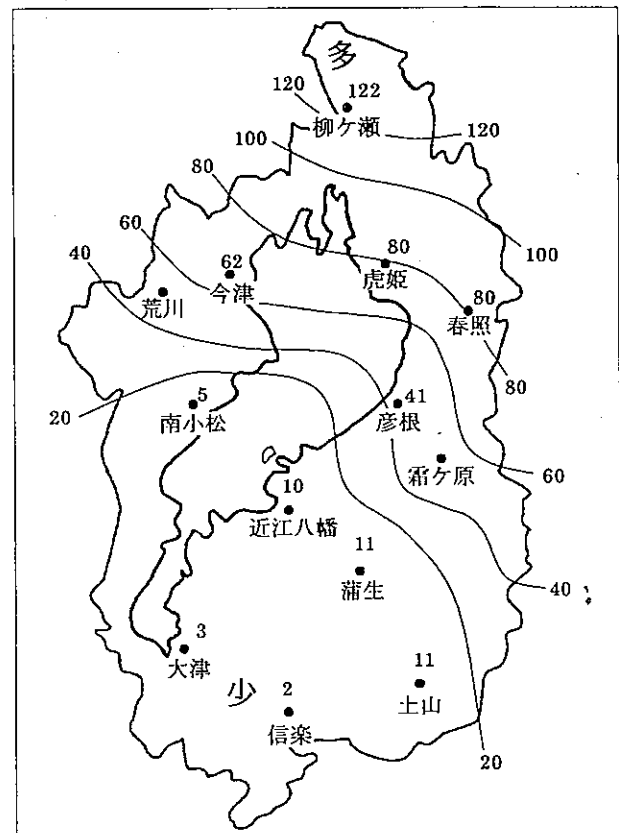 多
120
122
柳ケ瀬
120
100
80
100
60
40
62
今津
荒川
80
虎姫
80
春照
80
20
5
南小松
41
彦根
霜ケ原
60
10
近江八幡
11
蒲生
40
3
大津
少
2
信楽
11
土山
20